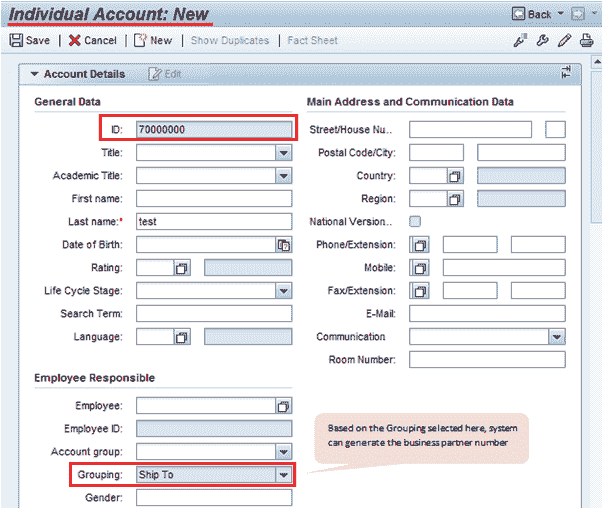 Individual Account: New
Back
Save Cancel New Show Duplicates Fact Sheet
Account Details Edit
General Data
ID: 70000000
Title:
Academic Title:
First name:
Last name:* test
Date of Birth:
Rating:
Life Cycle Stage:
Search Term:
Language:
Main Address and Communication Data
Street/House Nu..
Postal Code/City:
Country:
Region:
National Version..
Phone/Extension:
Mobile:
Fax/Extension:
E-Mail:
Communication
Room Number:
Employee Responsible
Employee:
Employee ID:
Account group:
Grouping: Ship To
Gender:
Based on the Grouping selected here, system
can generate the business partner number